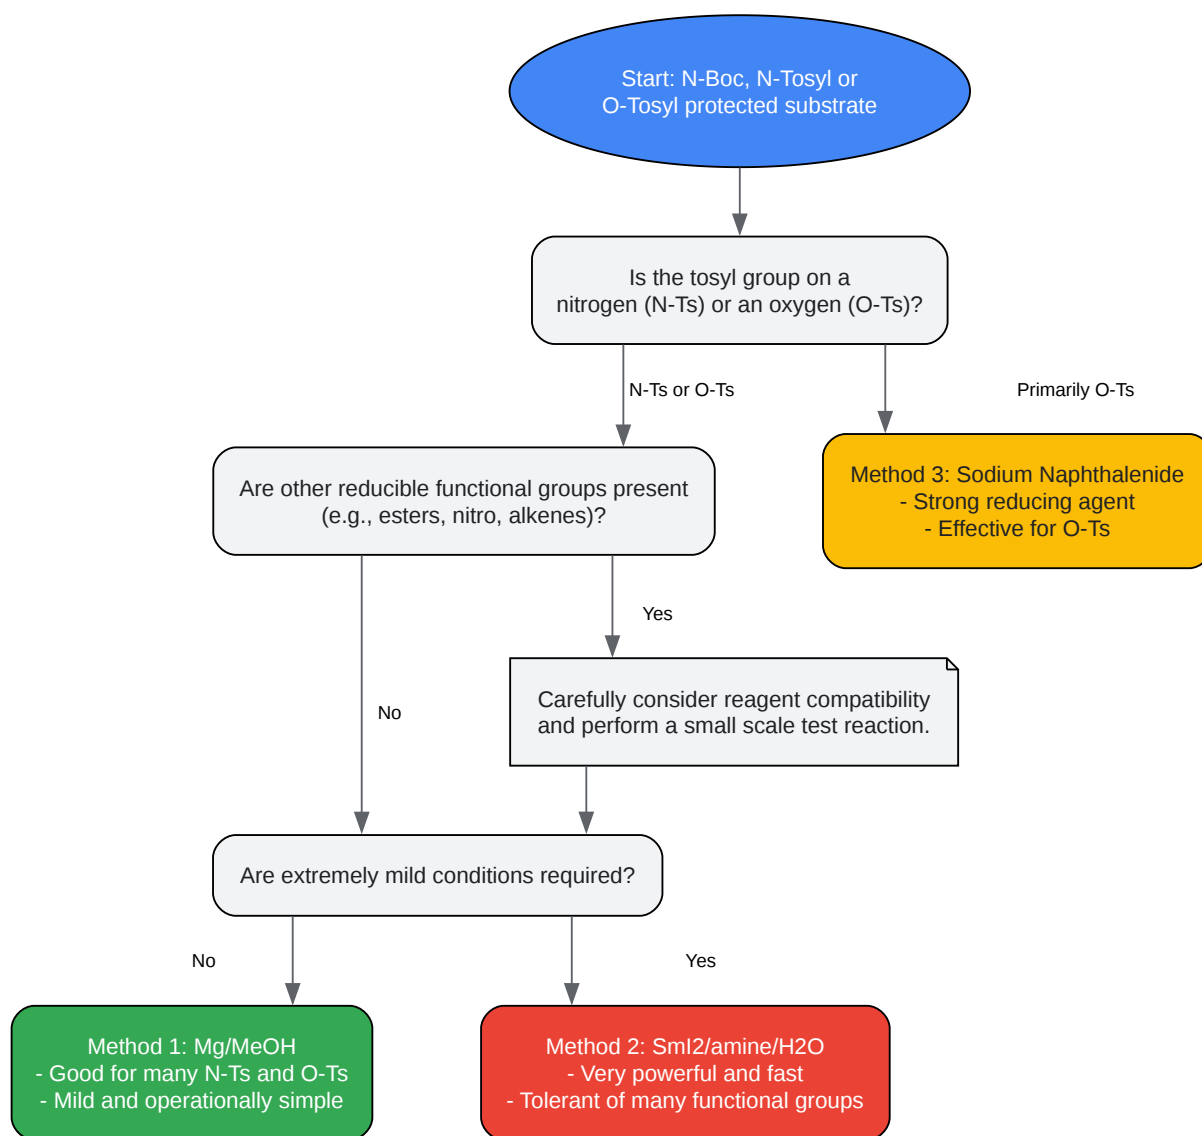 Start: N-Boc, N-Tosyl or
O-Tosyl protected substrate
Is the tosyl group on a
nitrogen (N-Ts) or an oxygen (O-Ts)?
N-Ts or O-Ts
Primarily O-Ts
Are other reducible functional groups present
(e.g., esters, nitro, alkenes)?
Method 3: Sodium Naphthalenide
- Strong reducing agent
- Effective for O-Ts
Yes
No
Carefully consider reagent compatibility
and perform a small scale test reaction.
Are extremely mild conditions required?
No
Yes
Method 1: Mg/MeOH
- Good for many N-Ts and O-Ts
- Mild and operationally simple
Method 2: SmI2/amine/H2O
- Very powerful and fast
- Tolerant of many functional groups